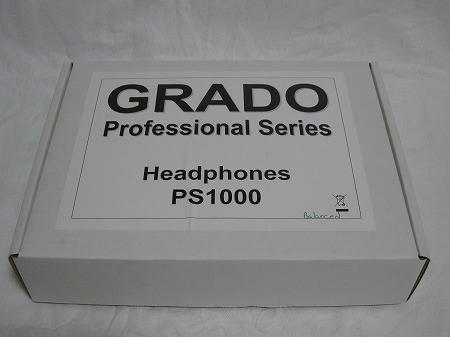 GRADO
Professional Series
Headphones
PS1000
Balanced